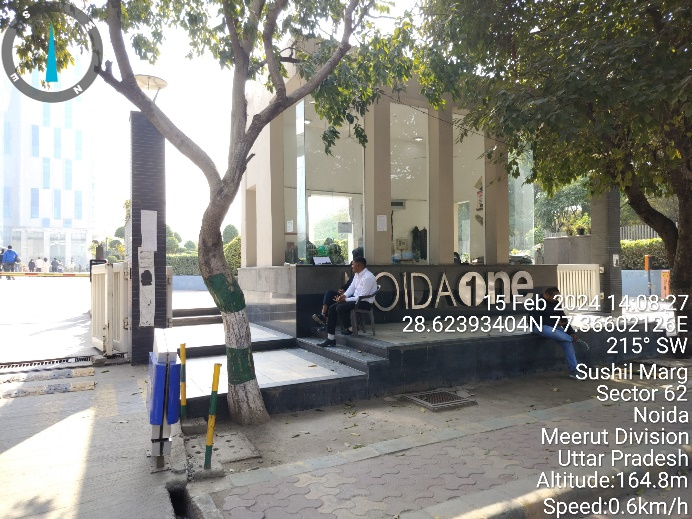 NOIDA one
15 Feb 2024 14:08:27
28.62393404N 77.36602126E
215° SW
Sushil Marg
Sector 62
Noida
Meerut Division
Uttar Pradesh
Altitude:164.8m
Speed:0.6km/h